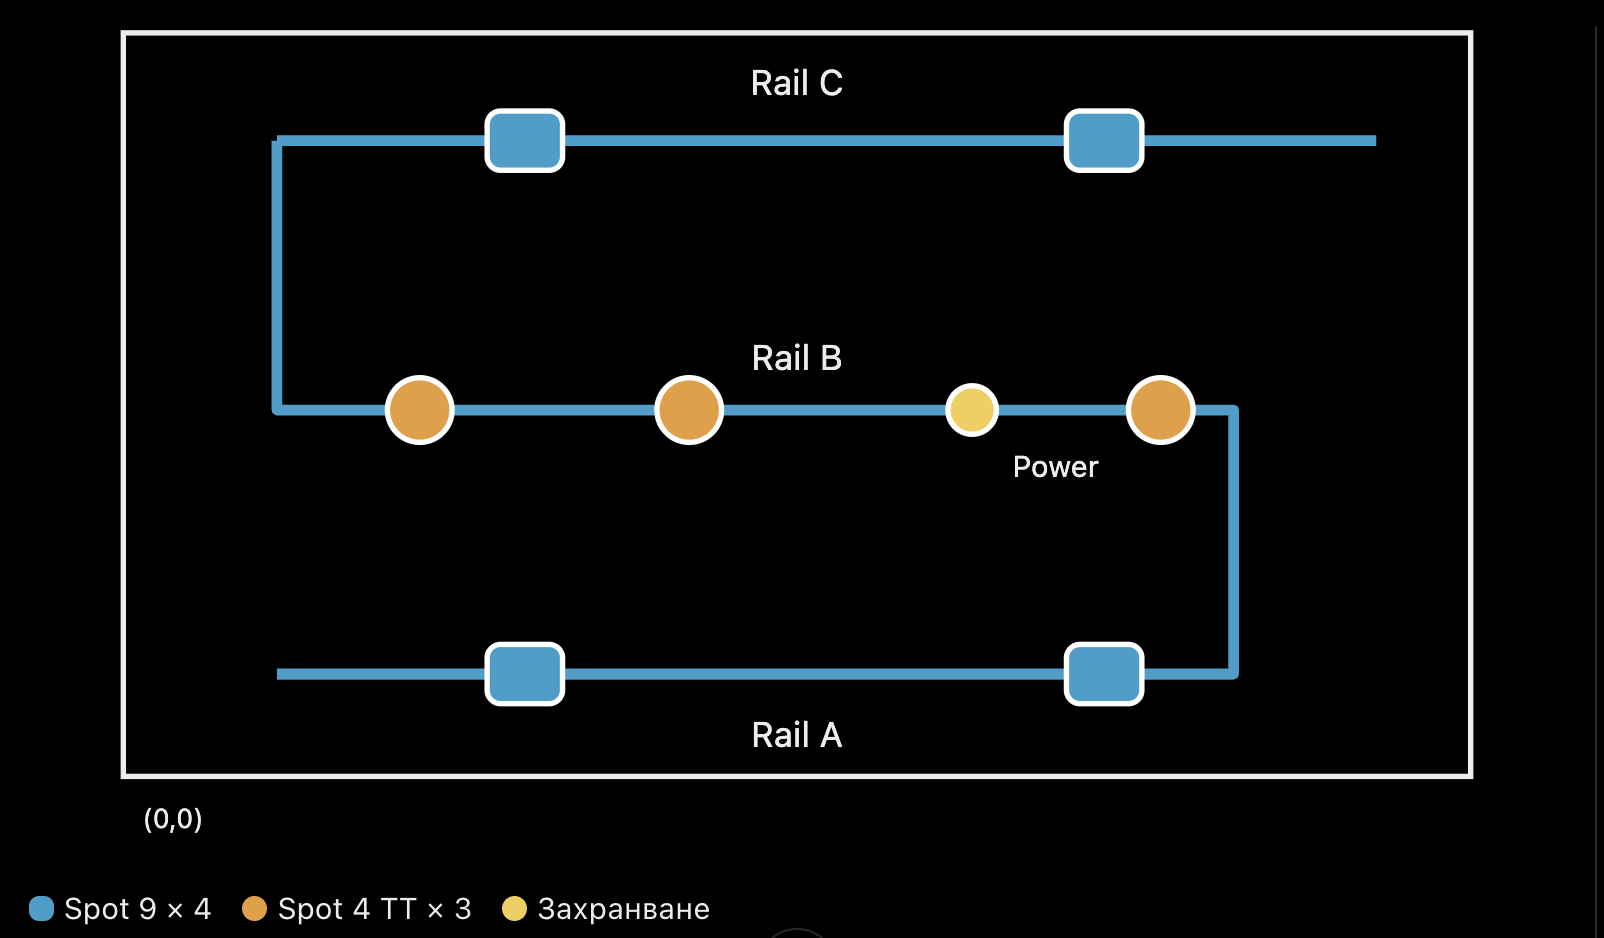 Rail C
Rail B
Power
Rail A
(0,0)
Spot 9 × 4 Spot 4 TT × 3 Захранване